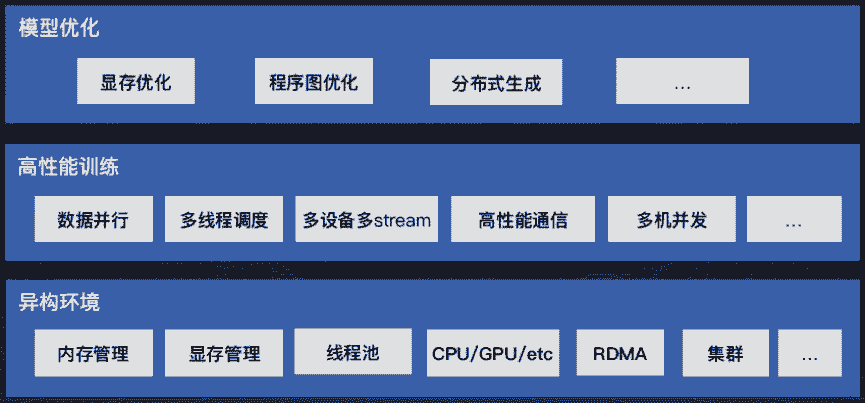 模型优化
显存优化 程序图优化 分布式生成 ...
高性能训练
数据并行 多线程调度 多设备多stream 高性能通信 多机并发 ...
异构环境
内存管理 显存管理 线程池 CPU/GPU/etc RDMA 集群 ...